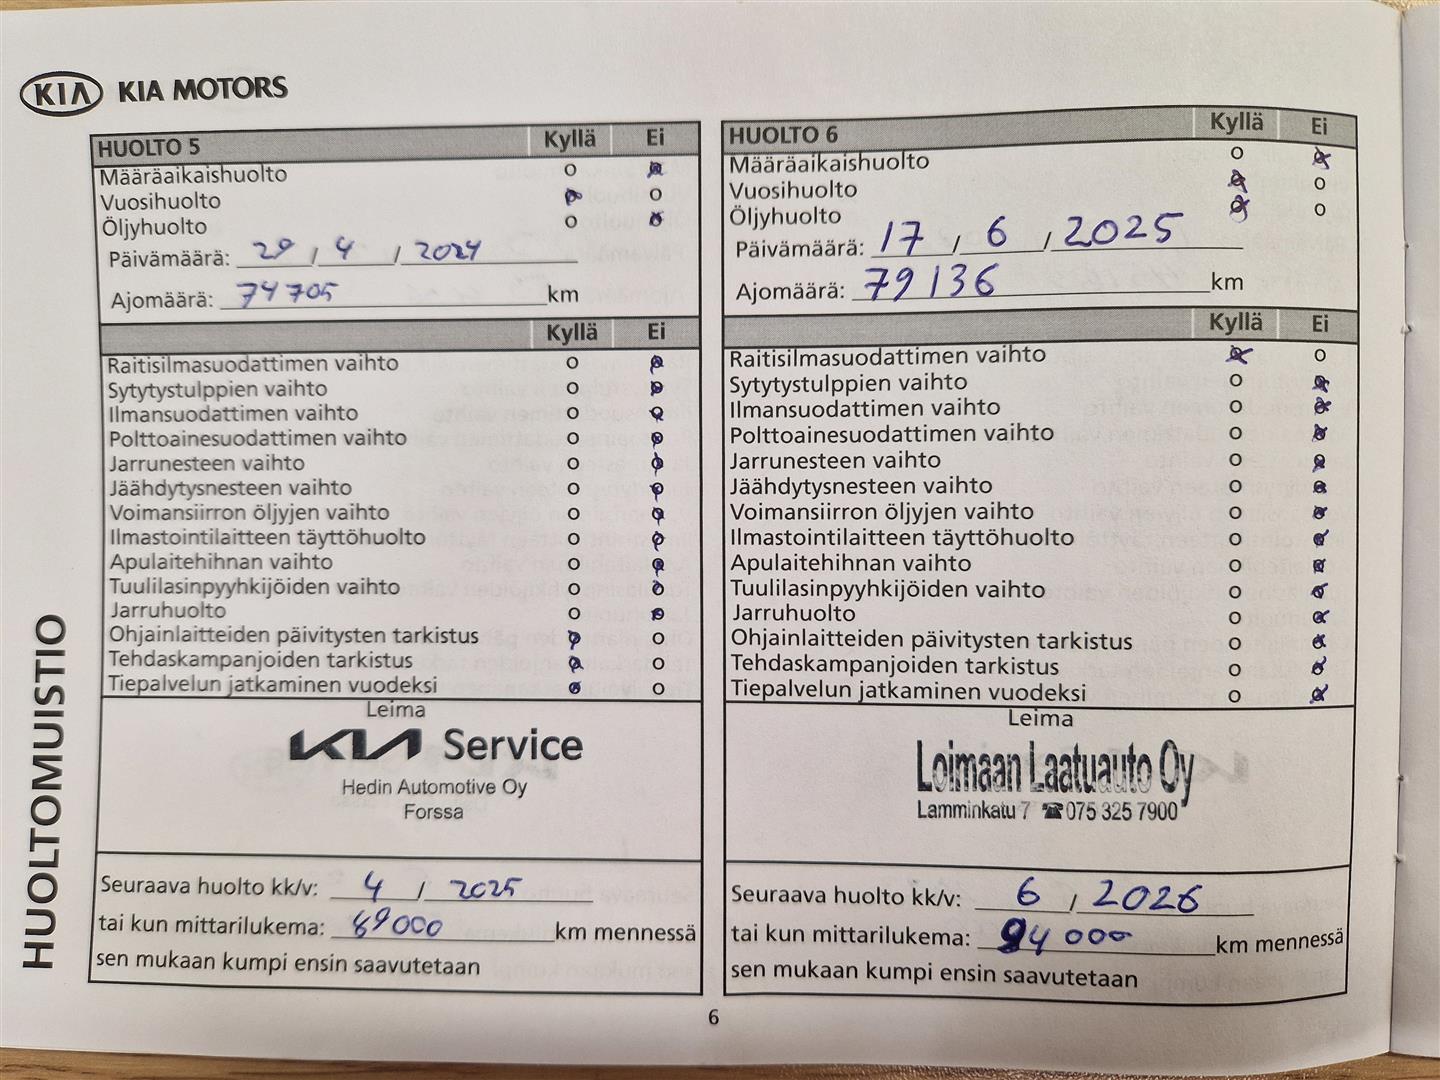 KIA KIA MOTORS
HUOLTOMUISTIO
HUOLTO 5 Kyllä Ei
Määräaikaishuolto
Vuosihuolto
Öljyhuolto
Päivämäärä: 29 / 4 / 2024
Ajomäärä: 74705 km
Kyllä Ei
Raitisilmasuodattimen vaihto
Sytytystulppien vaihto
Ilmansuodattimen vaihto
Polttoainesuodattimen vaihto
Jarrunesteen vaihto
Jäähdytysnesteen vaihto
Voimansiirron öljyjen vaihto
Ilmastointilaitteen täyttöhuolto
Apulaitehihnan vaihto
Tuulilasinpyyhkijöiden vaihto
Jarruhuolto
Ohjainlaitteiden päivitysten tarkistus
Tehdaskampanjoiden tarkistus
Tiepalvelun jatkaminen vuodeksi
Leima
KIA Service
Hedin Automotive Oy
Forssa
Seuraava huolto kk/v: 4 / 2025
tai kun mittarilukema: 89000 km mennessä
sen mukaan kumpi ensin saavutetaan
HUOLTO 6 Kyllä Ei
Määräaikaishuolto
Vuosihuolto
Öljyhuolto
Päivämäärä: 17 / 6 / 2025
Ajomäärä: 79136 km
Kyllä Ei
Raitisilmasuodattimen vaihto
Sytytystulppien vaihto
Ilmansuodattimen vaihto
Polttoainesuodattimen vaihto
Jarrunesteen vaihto
Jäähdytysnesteen vaihto
Voimansiirron öljyjen vaihto
Ilmastointilaitteen täyttöhuolto
Apulaitehihnan vaihto
Tuulilasinpyyhkijöiden vaihto
Jarruhuolto
Ohjainlaitteiden päivitysten tarkistus
Tehdaskampanjoiden tarkistus
Tiepalvelun jatkaminen vuodeksi
Leima
Loimaan Laatuauto Oy
Lamminkatu 7 ☎ 075 325 7900
Seuraava huolto kk/v: 6 / 2026
tai kun mittarilukema: 94000 km mennessä
sen mukaan kumpi ensin saavutetaan
6